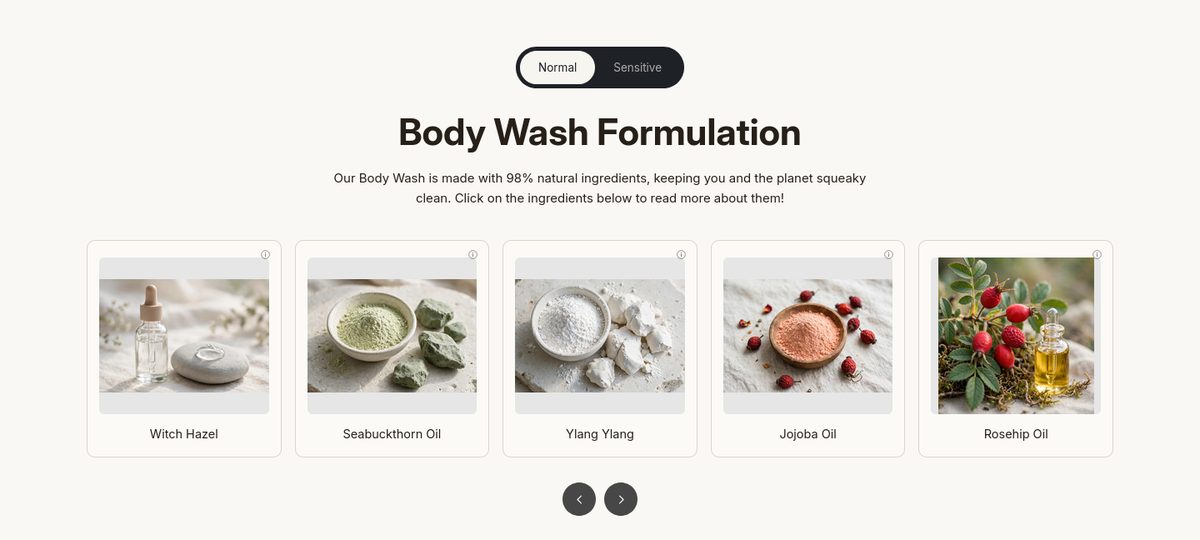 Normal
Sensitive
Body Wash Formulation
Our Body Wash is made with 98% natural ingredients, keeping you and the planet squeaky
clean. Click on the ingredients below to read more about them!
Witch Hazel
Seabuckthorn Oil
Ylang Ylang
Jojoba Oil
Rosehip Oil